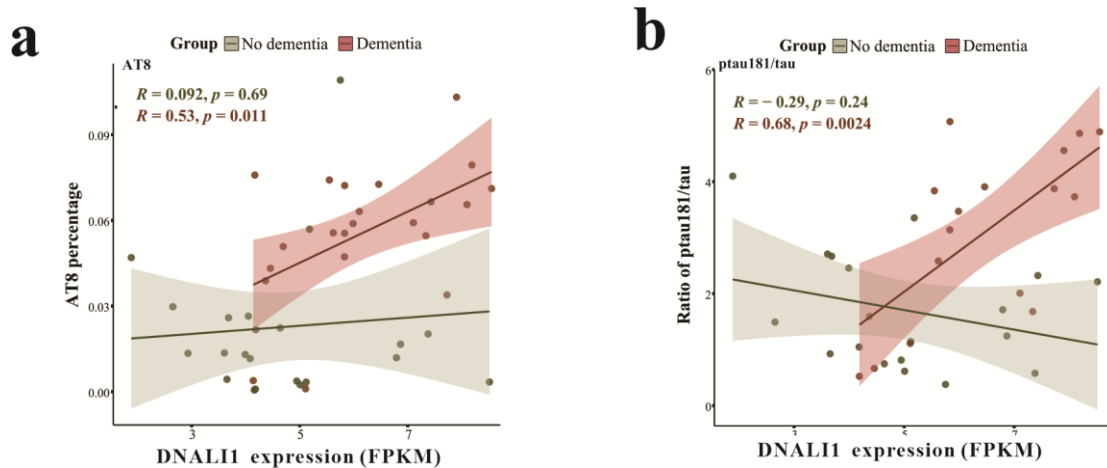 a
Group No dementia Dementia
AT8
R = 0.092, p = 0.69
R = 0.53, p = 0.011
0.09
0.06
0.03
0.00
AT8 percentage
3 5 7
DNALI1 expression (FPKM)
b
Group No dementia Dementia
ptau181/tau
6
R = − 0.29, p = 0.24
R = 0.68, p = 0.0024
4
2
0
Ratio of ptau181/tau
3 5 7
DNALI1 expression (FPKM)